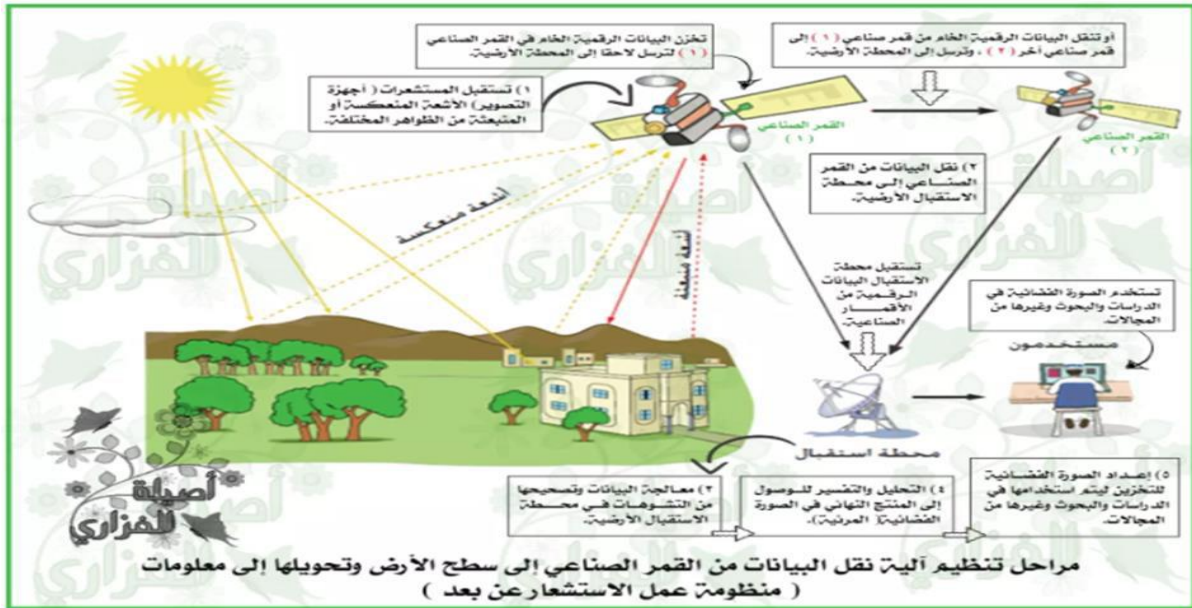 أو تنقل البيانات الرقمية الخام من قمر صناعي (١) إلى
قمر صناعي آخر (٢)، وترسل إلى المحطة الأرضية.
تخزن البيانات الرقمية الخام في القمر الصناعي
(١) لترسل لاحقا إلى المحطة الأرضية.
١) تستقبل المستشعرات (أجهزة
التصوير) الأشعة المنعكسة أو
المنبعثة من الظواهر المختلفة.
القمر الصناعي
(١)
القمر الصناعي
(٢)
٢) نقل البيانات من القمر
الصناعي إلى محطة
الاستقبال الأرضية.
أشعة منعكسة
أشعة منبعثة
تستقبل محطة
الاستقبال البيانات
الرقمية من
الأقمار
الصناعية.
تستخدم الصورة الفضائية في
الدراسات والبحوث وغيرها من
المجالات.
مستخدمون
محطة استقبال
٣) معالجة البيانات وتصحيحها
من التشوهات في محطة
الاستقبال الأرضية.
٤) التحليل والتفسير للوصول
إلى المنتج النهائي في الصورة
الفضائية (المرئية).
٥) إعداد الصورة الفضائية
للتخزين ليتم استخدامها في
الدراسات والبحوث وغيرها من
المجالات.
أصيلة
الفزاري
مراحل تنظيم آلية نقل البيانات من القمر الصناعي إلى سطح الأرض وتحويلها إلى معلومات
( منظومة عمل الاستشعار عن بعد )